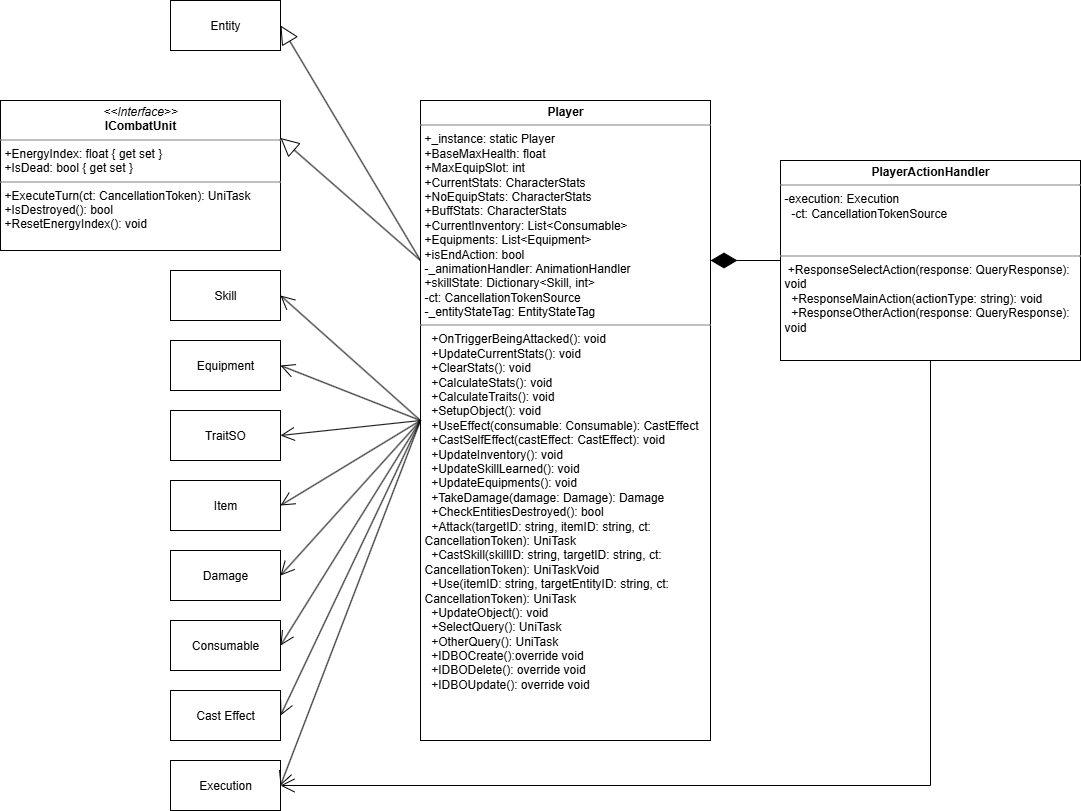 Entity
<<Interface>>
ICombatUnit
+EnergyIndex: float { get set }
+IsDead: bool { get set }
+ExecuteTurn(ct: CancellationToken): UniTask
+IsDestroyed(): bool
+ResetEnergyIndex(): void
Skill
Equipment
TraitSO
Item
Damage
Consumable
Cast Effect
Execution
Player
+_instance: static Player
+BaseMaxHealth: float
+MaxEquipSlot: int
+CurrentStats: CharacterStats
+NoEquipStats: CharacterStats
+BuffStats: CharacterStats
+CurrentInventory: List<Consumable>
+Equipments: List<Equipment>
+isEndAction: bool
-_animationHandler: AnimationHandler
+skillState: Dictionary<Skill, int>
-ct: CancellationTokenSource
-_entityStateTag: EntityStateTag
+OnTriggerBeingAttacked(): void
+UpdateCurrentStats(): void
+ClearStats(): void
+CalculateStats(): void
+CalculateTraits(): void
+SetupObject(): void
+UseEffect(consumable: Consumable): CastEffect
+CastSelfEffect(castEffect: CastEffect): void
+UpdateInventory(): void
+UpdateSkillLearned(): void
+UpdateEquipments(): void
+TakeDamage(damage: Damage): Damage
+CheckEntitiesDestroyed(): bool
+Attack(targetID: string, itemID: string, ct:
CancellationToken): UniTask
+CastSkill(skillID: string, targetID: string, ct:
CancellationToken): UniTaskVoid
+Use(itemID: string, targetEntityID: string, ct:
CancellationToken): UniTask
+UpdateObject(): void
+SelectQuery(): UniTask
+OtherQuery(): UniTask
+IDBOCreate():override void
+IDBODelete(): override void
+IDBOUpdate(): override void
PlayerActionHandler
-execution: Execution
-ct: CancellationTokenSource
+ResponseSelectAction(response: QueryResponse):
void
+ResponseMainAction(actionType: string): void
+ResponseOtherAction(response: QueryResponse):
void